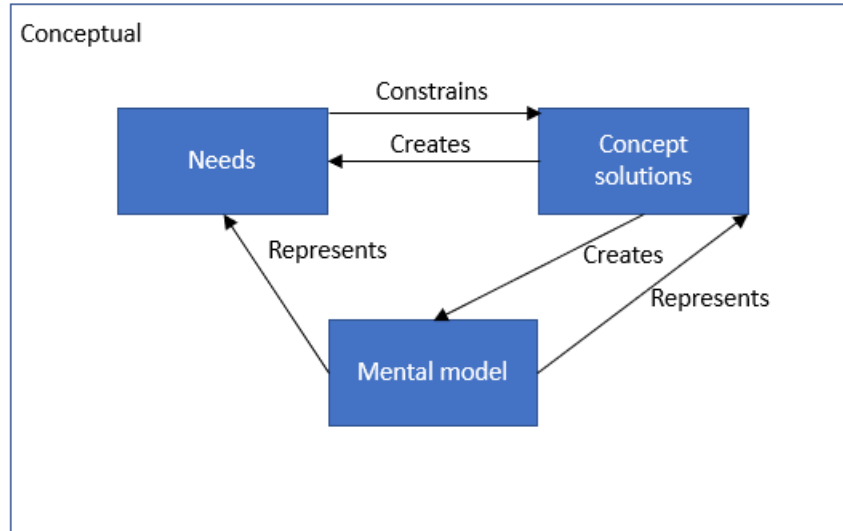 Conceptual
Constrains
Needs
Creates
Concept
solutions
Represents
Creates
Represents
Mental model